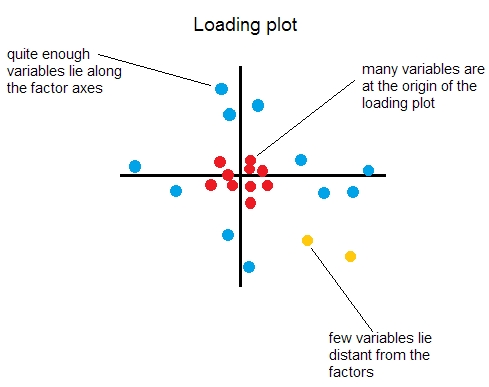 Loading plot
quite enough
variables lie along
the factor axes
many variables are
at the origin of the
loading plot
few variables lie
distant from the
factors